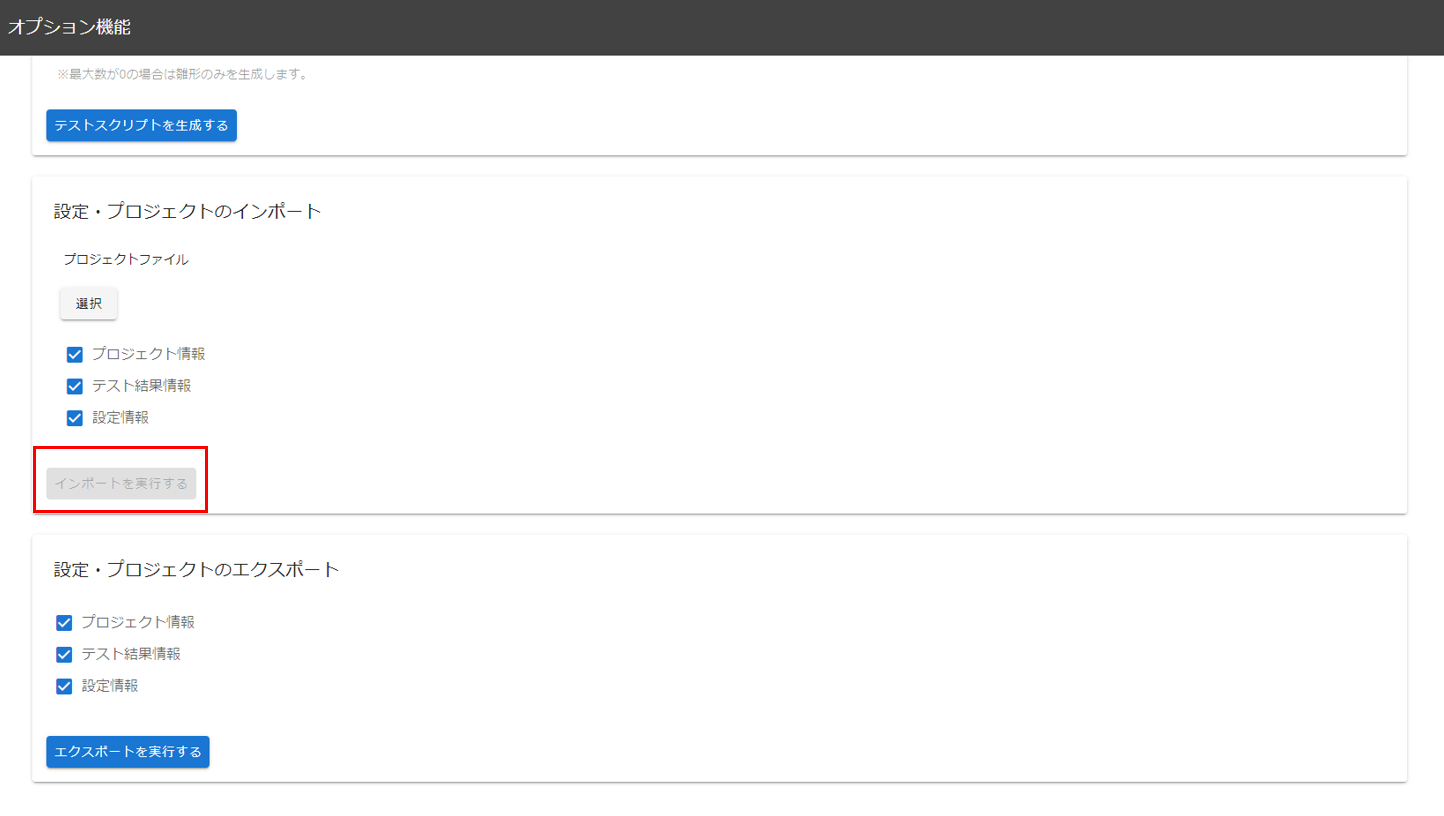 オプション機能
※最大数が0の場合は雛形のみを生成します。
テストスクリプトを生成する
設定・プロジェクトのインポート
プロジェクトファイル
選択
プロジェクト情報
テスト結果情報
設定情報
インポートを実行する
設定・プロジェクトのエクスポート
プロジェクト情報
テスト結果情報
設定情報
エクスポートを実行する